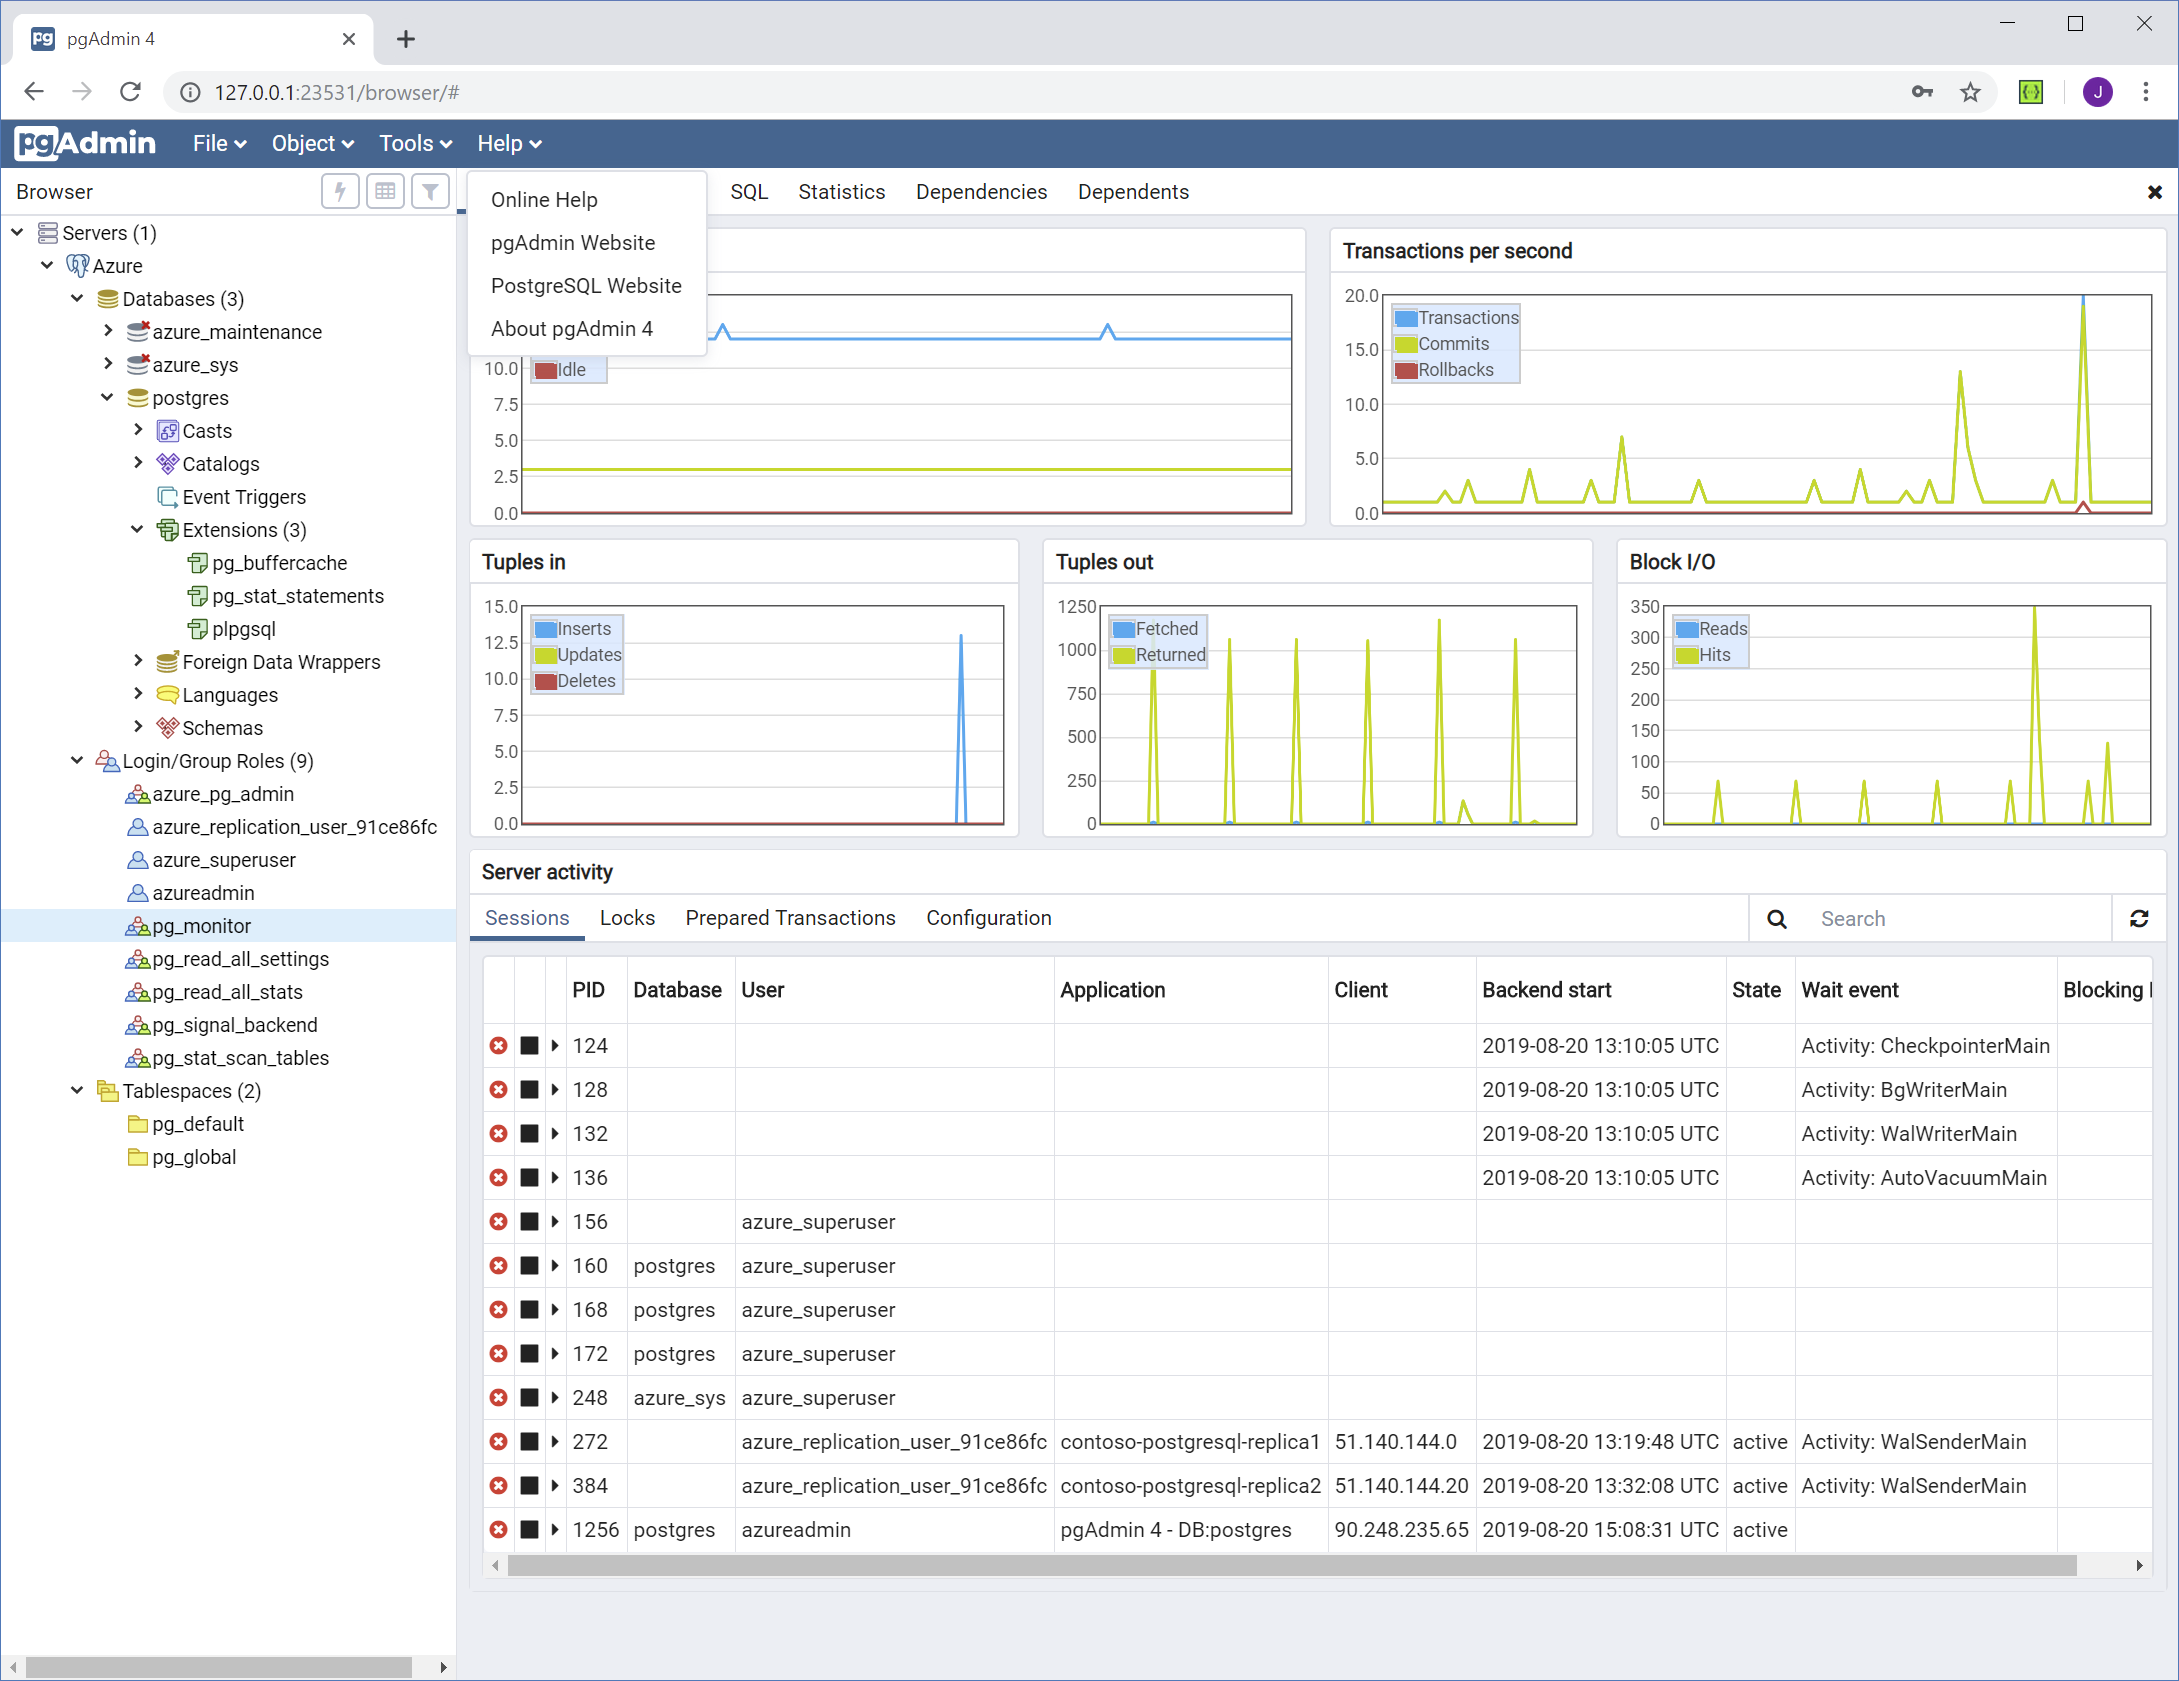 pgAdmin 4
127.0.0.1:23531/browser/#
J
pgAdmin File Object Tools Help
Browser
Online Help
pgAdmin Website
PostgreSQL Website
About pgAdmin 4
SQL Statistics Dependencies Dependents
Servers (1)
Azure
Databases (3)
azure_maintenance
azure_sys
postgres
Casts
Catalogs
Event Triggers
Extensions (3)
pg_buffercache
pg_stat_statements
plpgsql
Foreign Data Wrappers
Languages
Schemas
Login/Group Roles (9)
azure_pg_admin
azure_replication_user_91ce86fc
azure_superuser
azureadmin
pg_monitor
pg_read_all_settings
pg_read_all_stats
pg_signal_backend
pg_stat_scan_tables
Tablespaces (2)
pg_default
pg_global
Idle
10.0
7.5
5.0
2.5
0.0
Transactions per second
Transactions
Commits
Rollbacks
20.0
15.0
10.0
5.0
0.0
Tuples in
Inserts
Updates
Deletes
15.0
12.5
10.0
7.5
5.0
2.5
0.0
Tuples out
Fetched
Returned
1250
1000
750
500
250
0
Block I/O
Reads
Hits
350
300
250
200
150
100
50
0
Server activity
Sessions Locks Prepared Transactions Configuration Search
PID Database User Application Client Backend start State Wait event Blocking
124 2019-08-20 13:10:05 UTC Activity: CheckpointerMain
128 2019-08-20 13:10:05 UTC Activity: BgWriterMain
132 2019-08-20 13:10:05 UTC Activity: WalWriterMain
136 2019-08-20 13:10:05 UTC Activity: AutoVacuumMain
156 azure_superuser
160 postgres azure_superuser
168 postgres azure_superuser
172 postgres azure_superuser
248 azure_sys azure_superuser
272 azure_replication_user_91ce86fc contoso-postgresql-replica1 51.140.144.0 2019-08-20 13:19:48 UTC active Activity: WalSenderMain
384 azure_replication_user_91ce86fc contoso-postgresql-replica2 51.140.144.20 2019-08-20 13:32:08 UTC active Activity: WalSenderMain
1256 postgres azureadmin pgAdmin 4 - DB:postgres 90.248.235.65 2019-08-20 15:08:31 UTC active